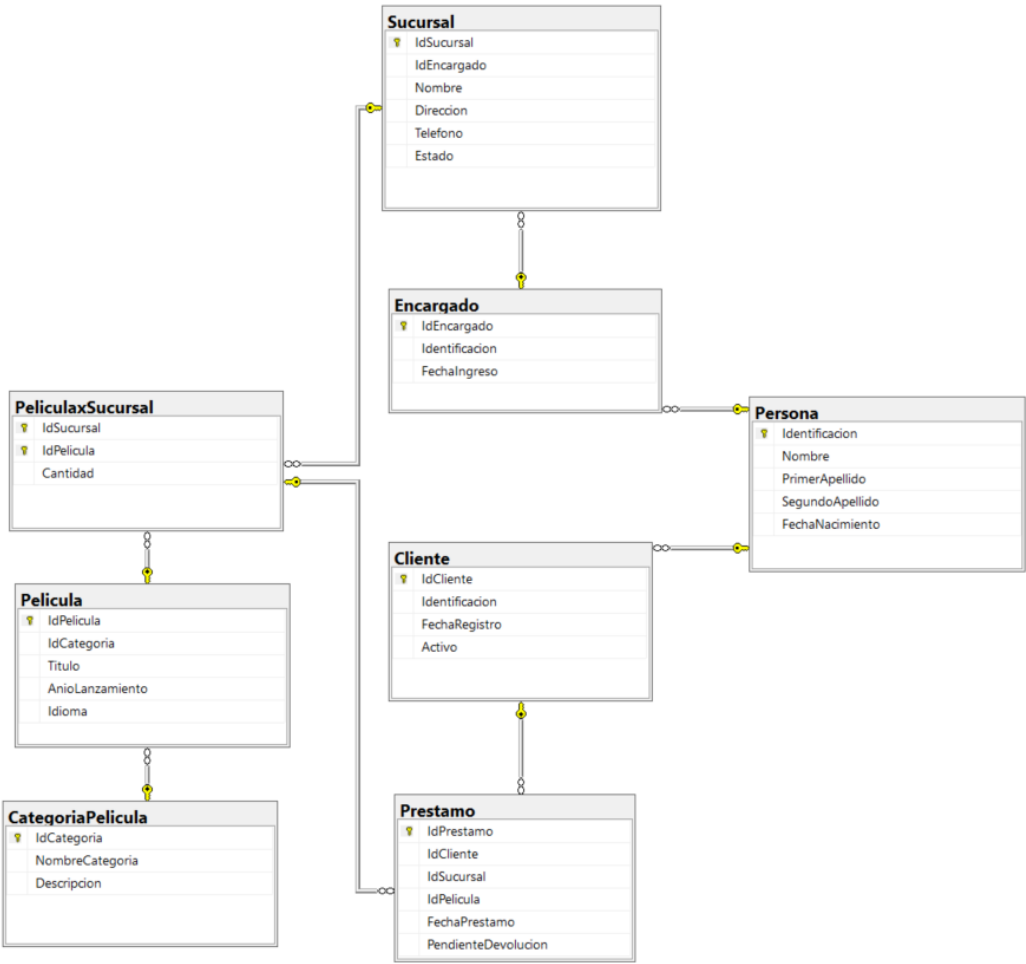 Sucursal
IdSucursal
IdEncargado
Nombre
Direccion
Telefono
Estado
Encargado
IdEncargado
Identificacion
FechaIngreso
PeliculaxSucursal
IdSucursal
IdPelicula
Cantidad
Persona
Identificacion
Nombre
PrimerApellido
SegundoApellido
FechaNacimiento
Cliente
IdCliente
Identificacion
FechaRegistro
Activo
Pelicula
IdPelicula
IdCategoria
Titulo
AnioLanzamiento
Idioma
CategoriaPelicula
IdCategoria
NombreCategoria
Descripcion
Prestamo
IdPrestamo
IdCliente
IdSucursal
IdPelicula
FechaPrestamo
PendienteDevolucion